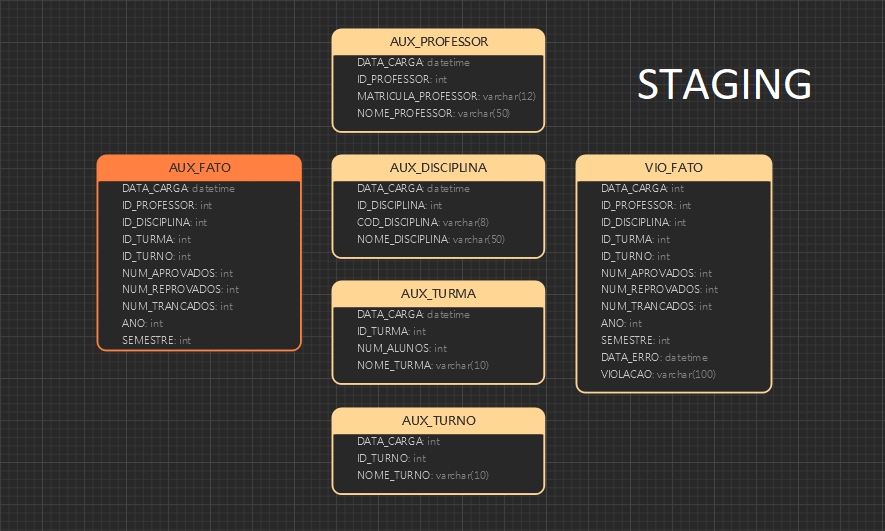 AUX_PROFESSOR
DATA_CARGA: datetime
ID_PROFESSOR: int
MATRICULA_PROFESSOR: varchar(12)
NOME_PROFESSOR: varchar(50)
STAGING
AUX_FATO
DATA_CARGA: datetime
ID_PROFESSOR: int
ID_DISCIPLINA: int
ID_TURMA: int
ID_TURNO: int
NUM_APROVADOS: int
NUM_REPROVADOS: int
NUM_TRANCADOS: int
ANO: int
SEMESTRE: int
AUX_DISCIPLINA
DATA_CARGA: datetime
ID_DISCIPLINA: int
COD_DISCIPLINA: varchar(8)
NOME_DISCIPLINA: varchar(50)
VIO_FATO
DATA_CARGA: int
ID_PROFESSOR: int
ID_DISCIPLINA: int
ID_TURMA: int
ID_TURNO: int
NUM_APROVADOS: int
NUM_REPROVADOS: int
NUM_TRANCADOS: int
ANO: int
SEMESTRE: int
DATA_ERRO: datetime
VIOLACAO: varchar(100)
AUX_TURMA
DATA_CARGA: datetime
ID_TURMA: int
NUM_ALUNOS: int
NOME_TURMA: varchar(10)
AUX_TURNO
DATA_CARGA: int
ID_TURNO: int
NOME_TURNO: varchar(10)